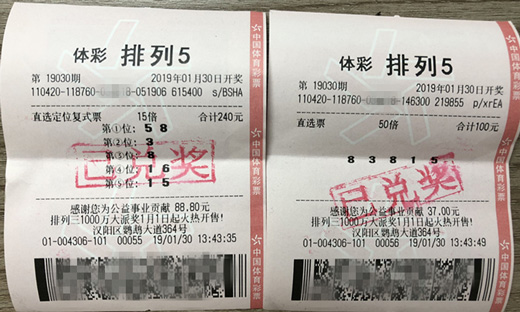 体彩 排列5
第 19030期 2019年01月30日开奖
110420-118760- -051906 615400 s/BSHA
直选定位复式票 15倍 合计240元
第①位: 5 8
第②位: 3
第③位: 8
第④位: 1 6
第⑤位: 1 5
已兑奖
感谢您为公益事业贡献 88.80元
排列三1000万大派奖1月1日起火热开售!
汉阳区鹦鹉大道364号
01-004306-101 00056 19/01/30 13:43:35
中国体育彩票
体彩 排列5
第 19030期 2019年01月30日开奖
110420-118760- -146300 219855 p/xrEA
直选票 50倍 合计100元
8 3 8 1 5
已兑奖
感谢您为公益事业贡献 37.00元
排列三1000万大派奖1月1日起火热开售!
汉阳区鹦鹉大道364号
01-004306-101 00055 19/01/30 13:43:49
中国体育彩票